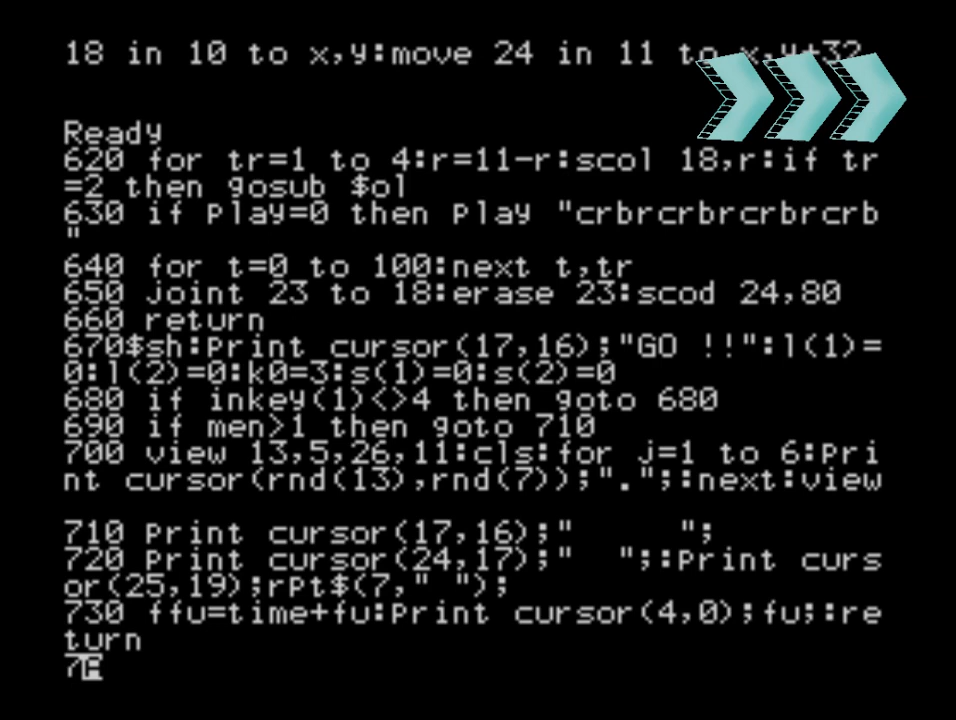 18 in 10 to x,y:move 24 in 11 to x,y+32
Ready
620 for tr=1 to 4:r=11-r:scol 18,r:if tr
=2 then gosub $ol
630 if play=0 then play "crbrcrbrcrbrcrb
"
640 for t=0 to 100:next t,tr
650 joint 23 to 18:erase 23:scod 24,80
660 return
670$sh:print cursor(17,16);"GO !!":l(1)=
0:l(2)=0:k0=3:s(1)=0:s(2)=0
680 if inkey(1)<>4 then goto 680
690 if men>1 then goto 710
700 view 13,5,26,11:cls:for j=1 to 6:pri
nt cursor(rnd(13),rnd(7));".";:next:view
710 print cursor(17,16);"     ";
720 print cursor(24,17);"  ";:print curs
or(25,19);rpt$(7," ");
730 ffu=time+fu:print cursor(4,0);fu;:re
turn
7